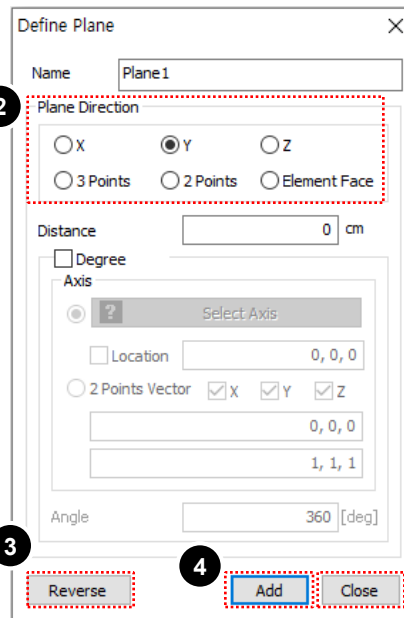 Define Plane
Name Plane1
2 Plane Direction
X Y Z
3 Points 2 Points Element Face
Distance 0 cm
Degree
Axis
? Select Axis
Location 0, 0, 0
2 Points Vector X Y Z
0, 0, 0
1, 1, 1
Angle 360 [deg]
3 4
Reverse Add Close